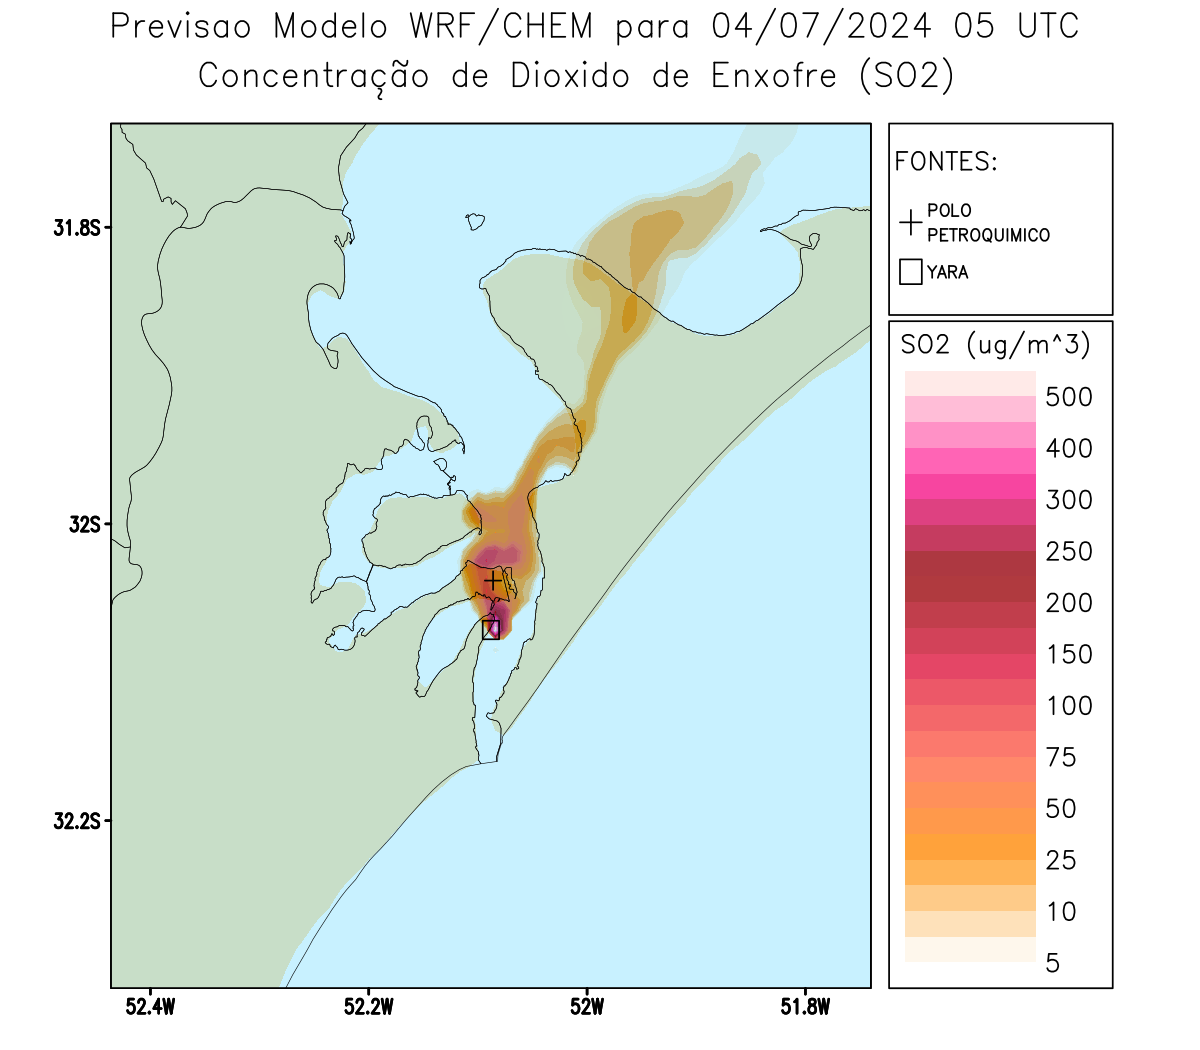 Previsao Modelo WRF/CHEM para 04/07/2024 05 UTC
Concentração de Dioxido de Enxofre (SO2)
FONTES:
POLO
PETROQUIMICO
YARA
SO2 (ug/m^3)
500
400
300
250
200
150
100
75
50
25
10
5
31.8S
32S
32.2S
52.4W
52.2W
52W
51.8W